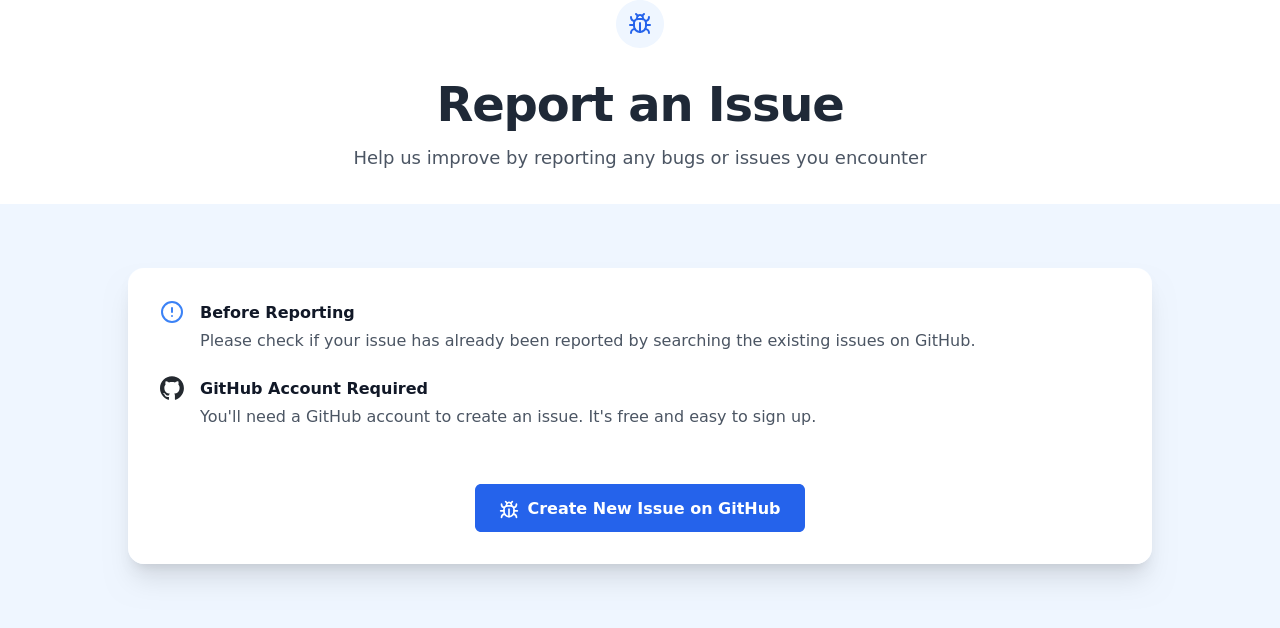 Report an Issue
Help us improve by reporting any bugs or issues you encounter
Before Reporting
Please check if your issue has already been reported by searching the existing issues on GitHub.
GitHub Account Required
You'll need a GitHub account to create an issue. It's free and easy to sign up.
Create New Issue on GitHub